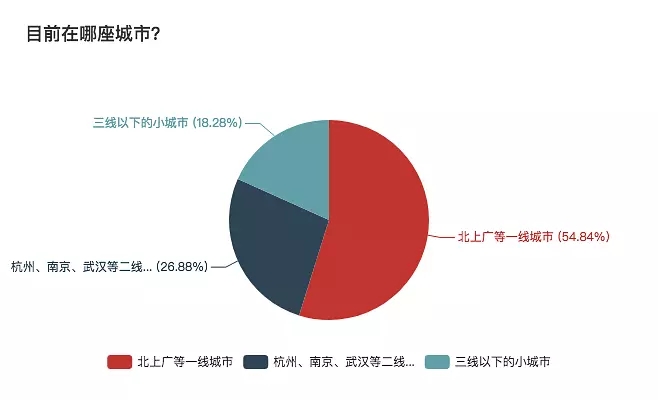 目前在哪座城市?
三线以下的小城市 (18.28%)
北上广等一线城市 (54.84%)
杭州、南京、武汉等二线... (26.88%)
北上广等一线城市 杭州、南京、武汉等二线... 三线以下的小城市